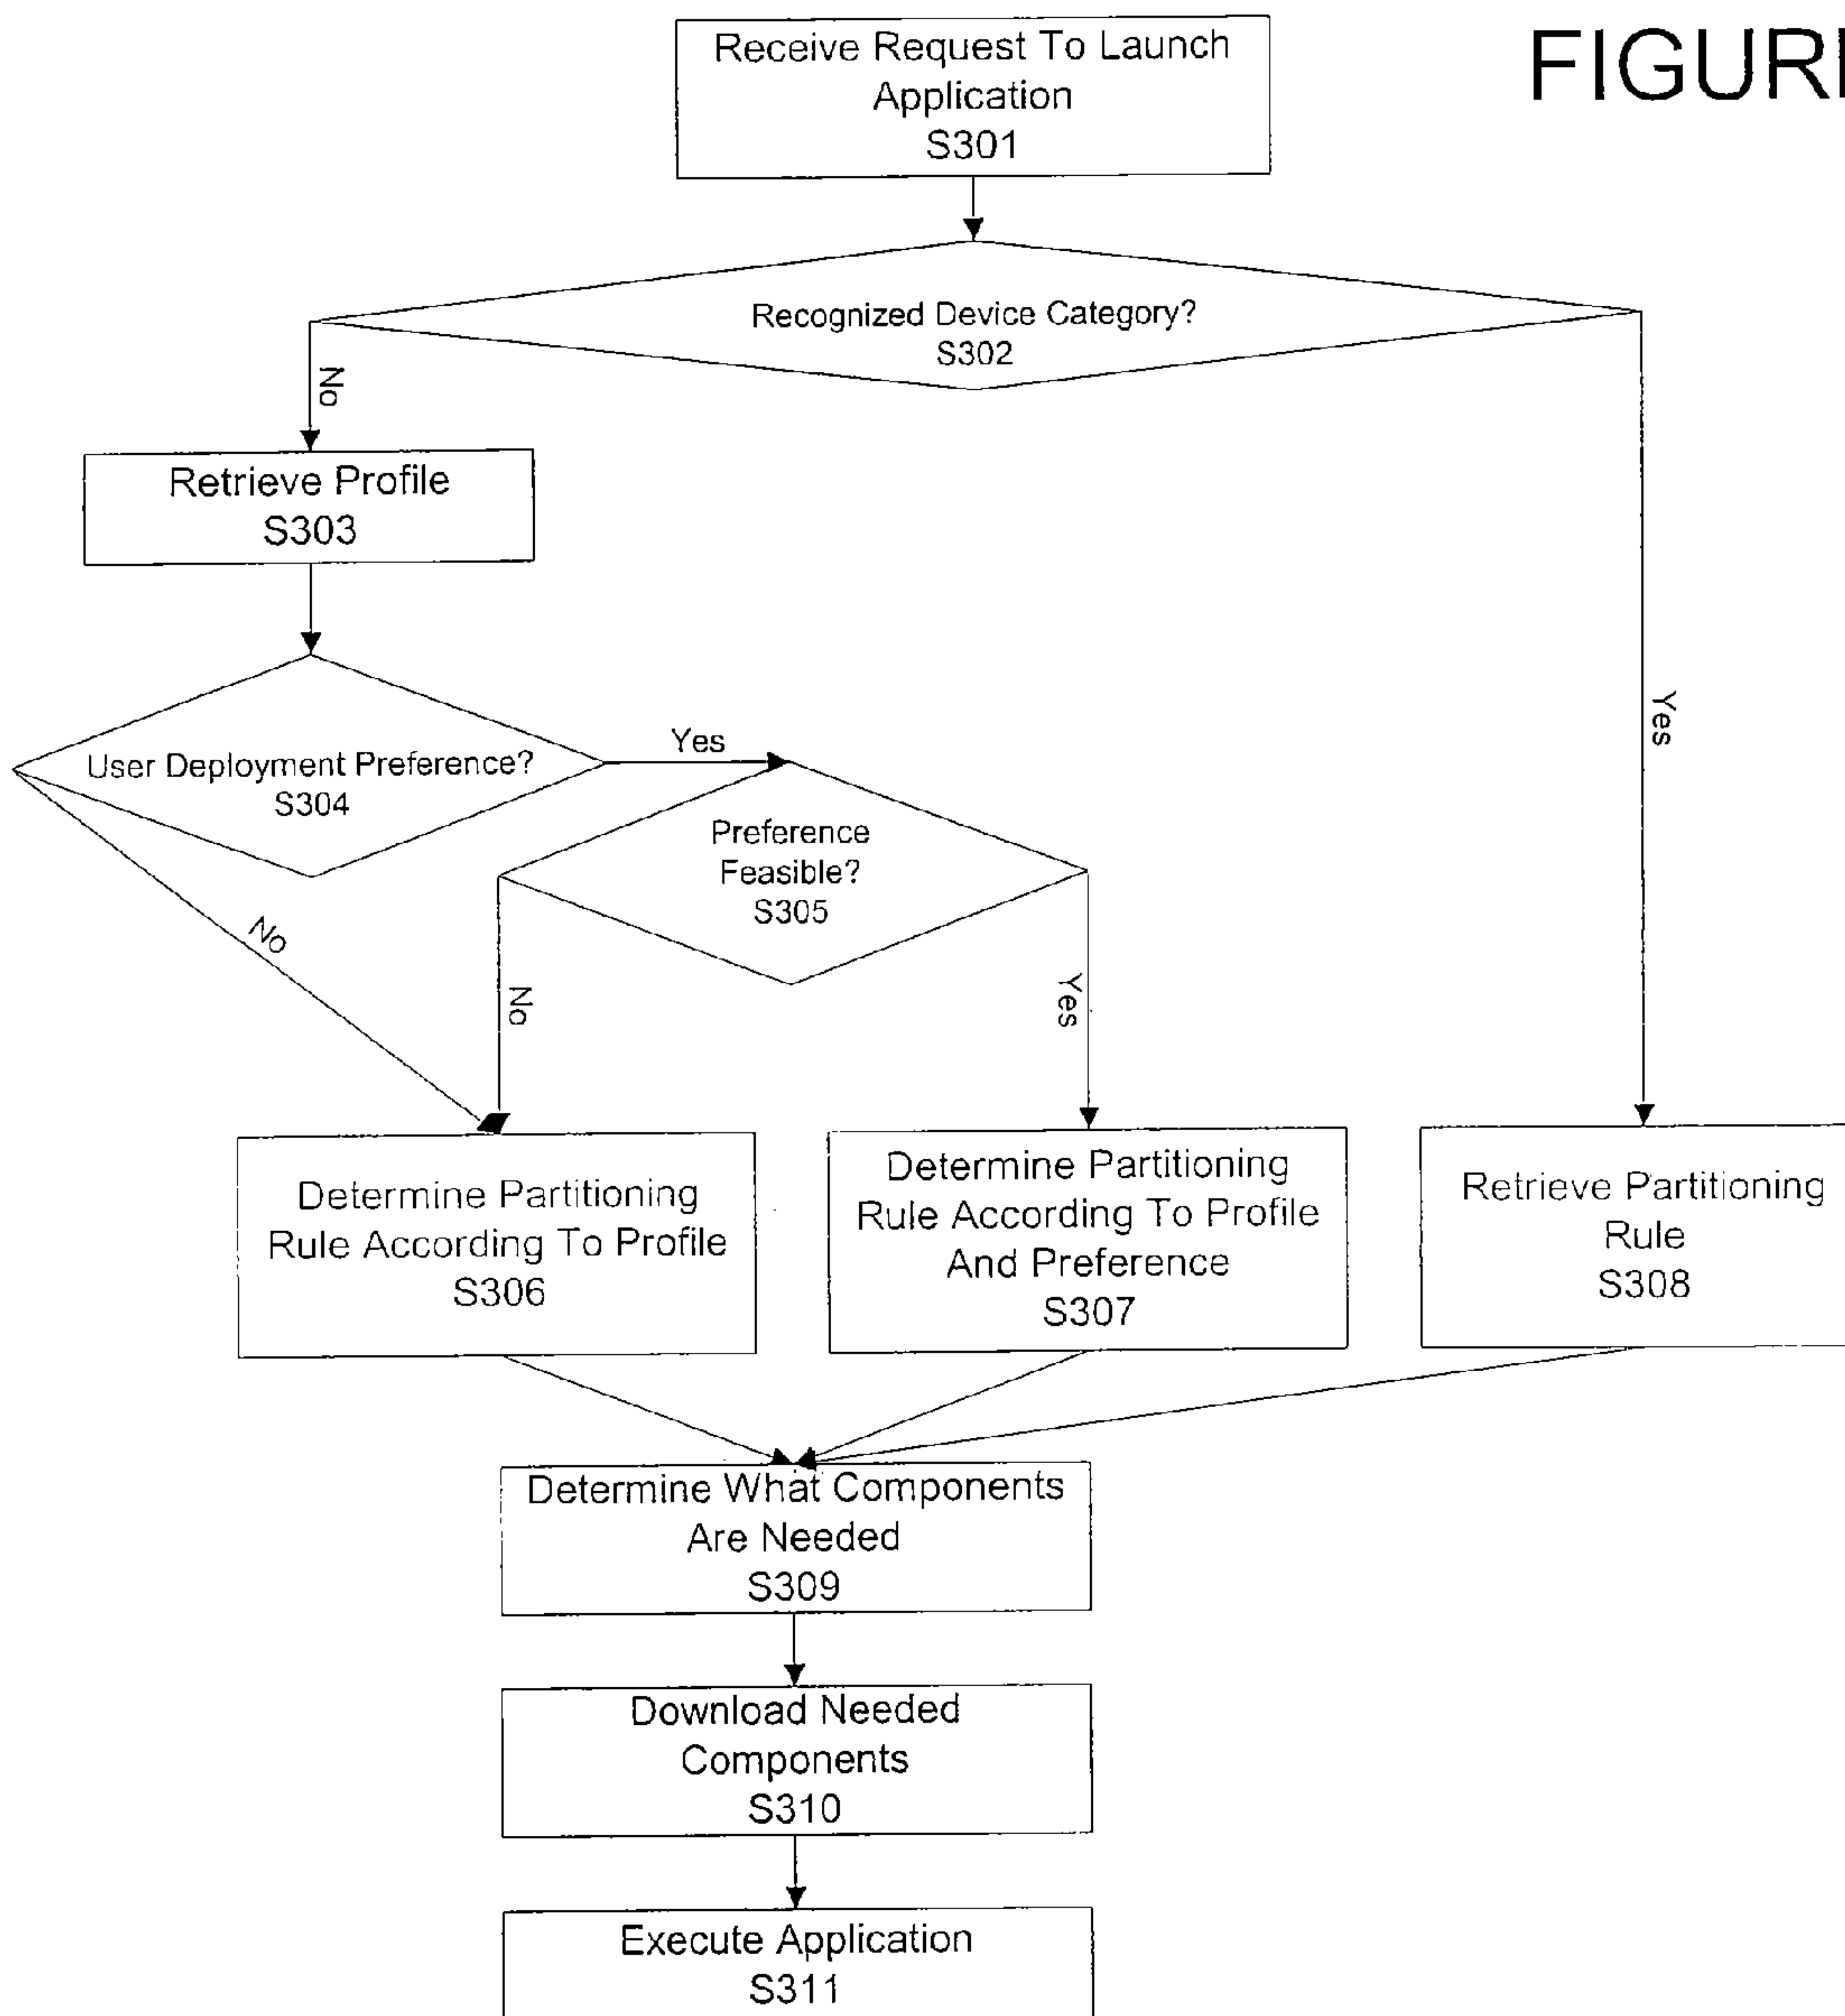 FIGURE
Receive Request To Launch
Application
S301
Recognized Device Category?
S302
No
Yes
Retrieve Profile
S303
User Deployment Preference?
S304
Yes
Preference
Feasible?
S305
No
No
Yes
Determine Partitioning
Rule According To Profile
S306
Determine Partitioning
Rule According To Profile
And Preference
S307
Retrieve Partitioning
Rule
S308
Determine What Components
Are Needed
S309
Download Needed
Components
S310
Execute Application
S311